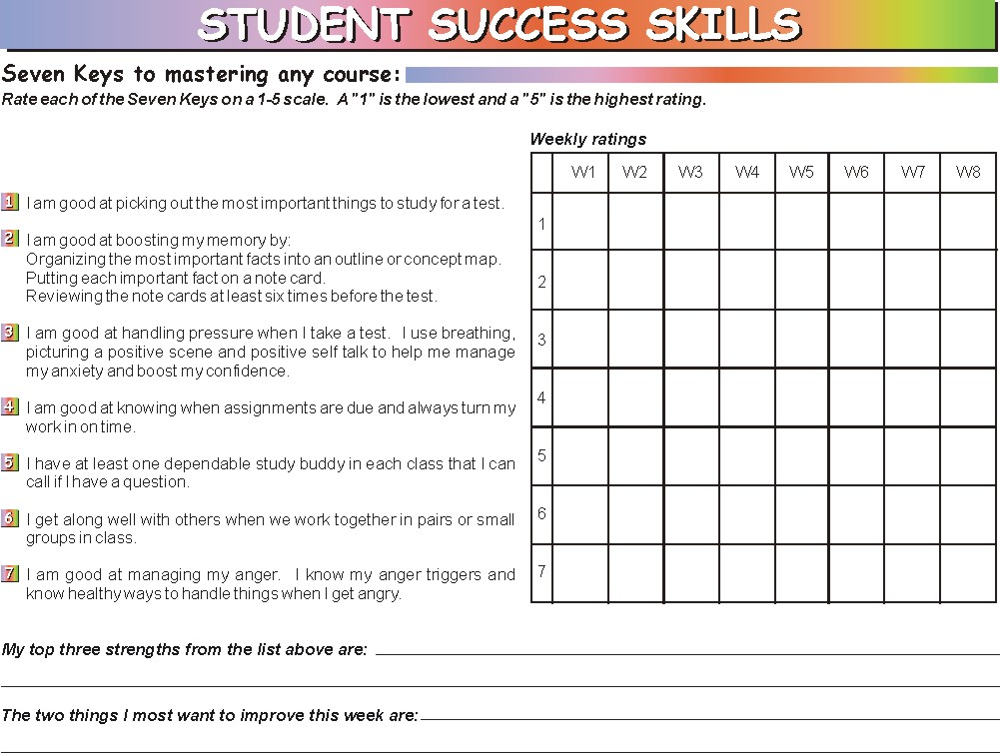 STUDENT SUCCESS SKILLS
Seven Keys to mastering any course:
Rate each of the Seven Keys on a 1-5 scale. A "1" is the lowest and a "5" is the highest rating.
Weekly ratings
W1 W2 W3 W4 W5 W6 W7 W8
1 I am good at picking out the most important things to study for a test.
2 I am good at boosting my memory by:
Organizing the most important facts into an outline or concept map.
Putting each important fact on a note card.
Reviewing the note cards at least six times before the test.
3 I am good at handling pressure when I take a test. I use breathing,
picturing a positive scene and positive self talk to help me manage
my anxiety and boost my confidence.
4 I am good at knowing when assignments are due and always turn my
work in on time.
5 I have at least one dependable study buddy in each class that I can
call if I have a question.
6 I get along well with others when we work together in pairs or small
groups in class.
7 I am good at managing my anger. I know my anger triggers and
know healthy ways to handle things when I get angry.
1
2
3
4
5
6
7
My top three strengths from the list above are:
The two things I most want to improve this week are: